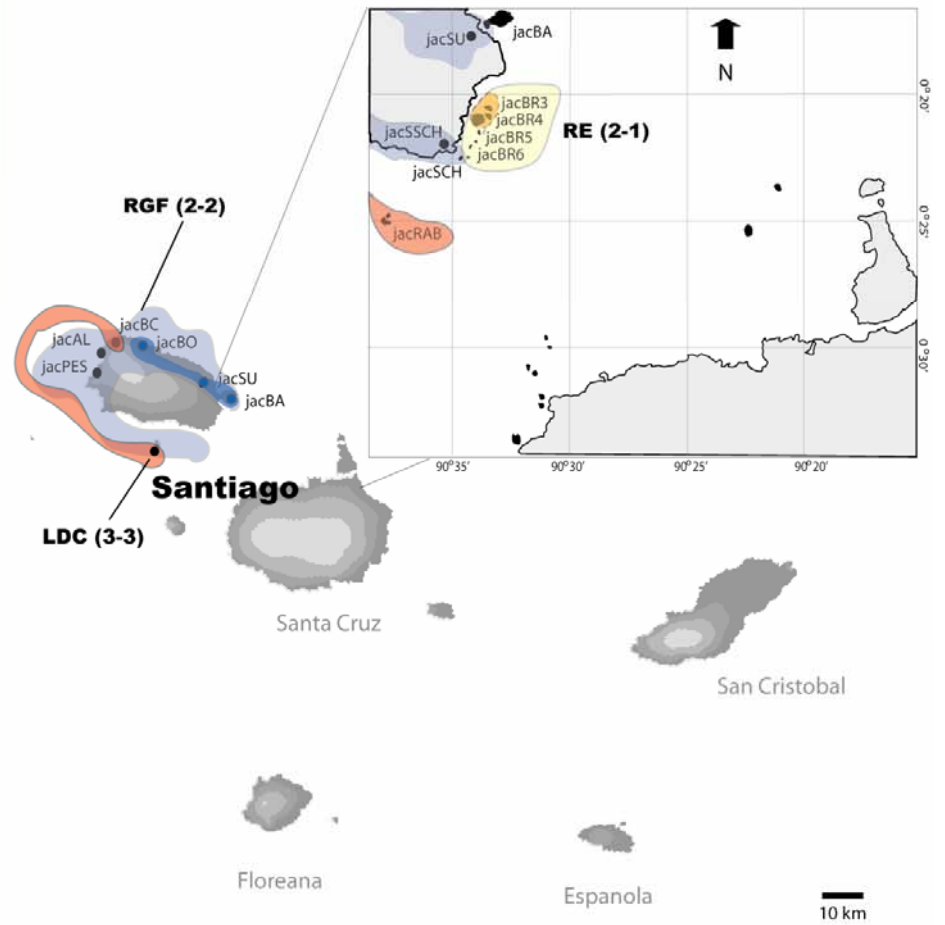 jacBA
jacSU
N
0°20'
jacBR3
jacBR4
RE (2-1)
jacSSCH
jacBR5
jacBR6
jacSCH
RGF (2-2)
0°25'
jacRAB
jacBC
jacAL
jacBO
0°30'
jacPES
jacSU
jacBA
90°35'
90°30'
90°25'
90°20'
Santiago
LDC (3-3)
Santa Cruz
San Cristobal
Floreana
Espanola
10 km